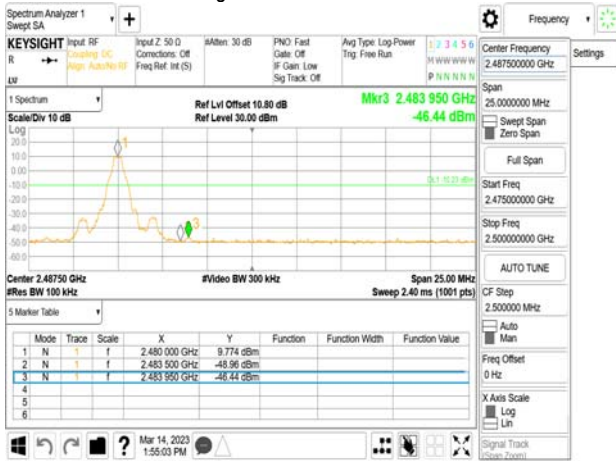 Spectrum Analyzer 1
Swept SA
+
Frequency
KEYSIGHT
R
Input: RF
Coupling: DC
Align: Auto/No RF
Input Z: 50 Ω
Corrections: Off
Freq Ref: Int (S)
#Atten: 30 dB
PNO: Fast
Gate: Off
IF Gain: Low
Sig Track: Off
Avg Type: Log-Power
Trig: Free Run
1 2 3 4 5 6
M W W W W W
P N N N N N
1 Spectrum
Scale/Div 10 dB
Ref Lvl Offset 10.80 dB
Ref Level 30.00 dBm
Mkr3 2.483 950 GHz
-46.44 dBm
Log
20.0
10.0
0.00
-10.0
-20.0
-30.0
-40.0
-50.0
-60.0
1
3
DL1 -10.23 dBm
Center 2.48750 GHz
#Res BW 100 kHz
#Video BW 300 kHz
Span 25.00 MHz
Sweep 2.40 ms (1001 pts)
5 Marker Table
Mode Trace Scale X Y Function Function Width Function Value
1 N 1 f 2.480 000 GHz 9.774 dBm
2 N 1 f 2.483 500 GHz -48.96 dBm
3 N 1 f 2.483 950 GHz -46.44 dBm
4
5
6
?
Mar 14, 2023
1:55:03 PM
Center Frequency
2.487500000 GHz
Settings
Span
25.0000000 MHz
Swept Span
Zero Span
Full Span
Start Freq
2.475000000 GHz
Stop Freq
2.500000000 GHz
AUTO TUNE
CF Step
2.500000 MHz
Auto
Man
Freq Offset
0 Hz
X Axis Scale
Log
Lin
Signal Track
(Span Zoom)